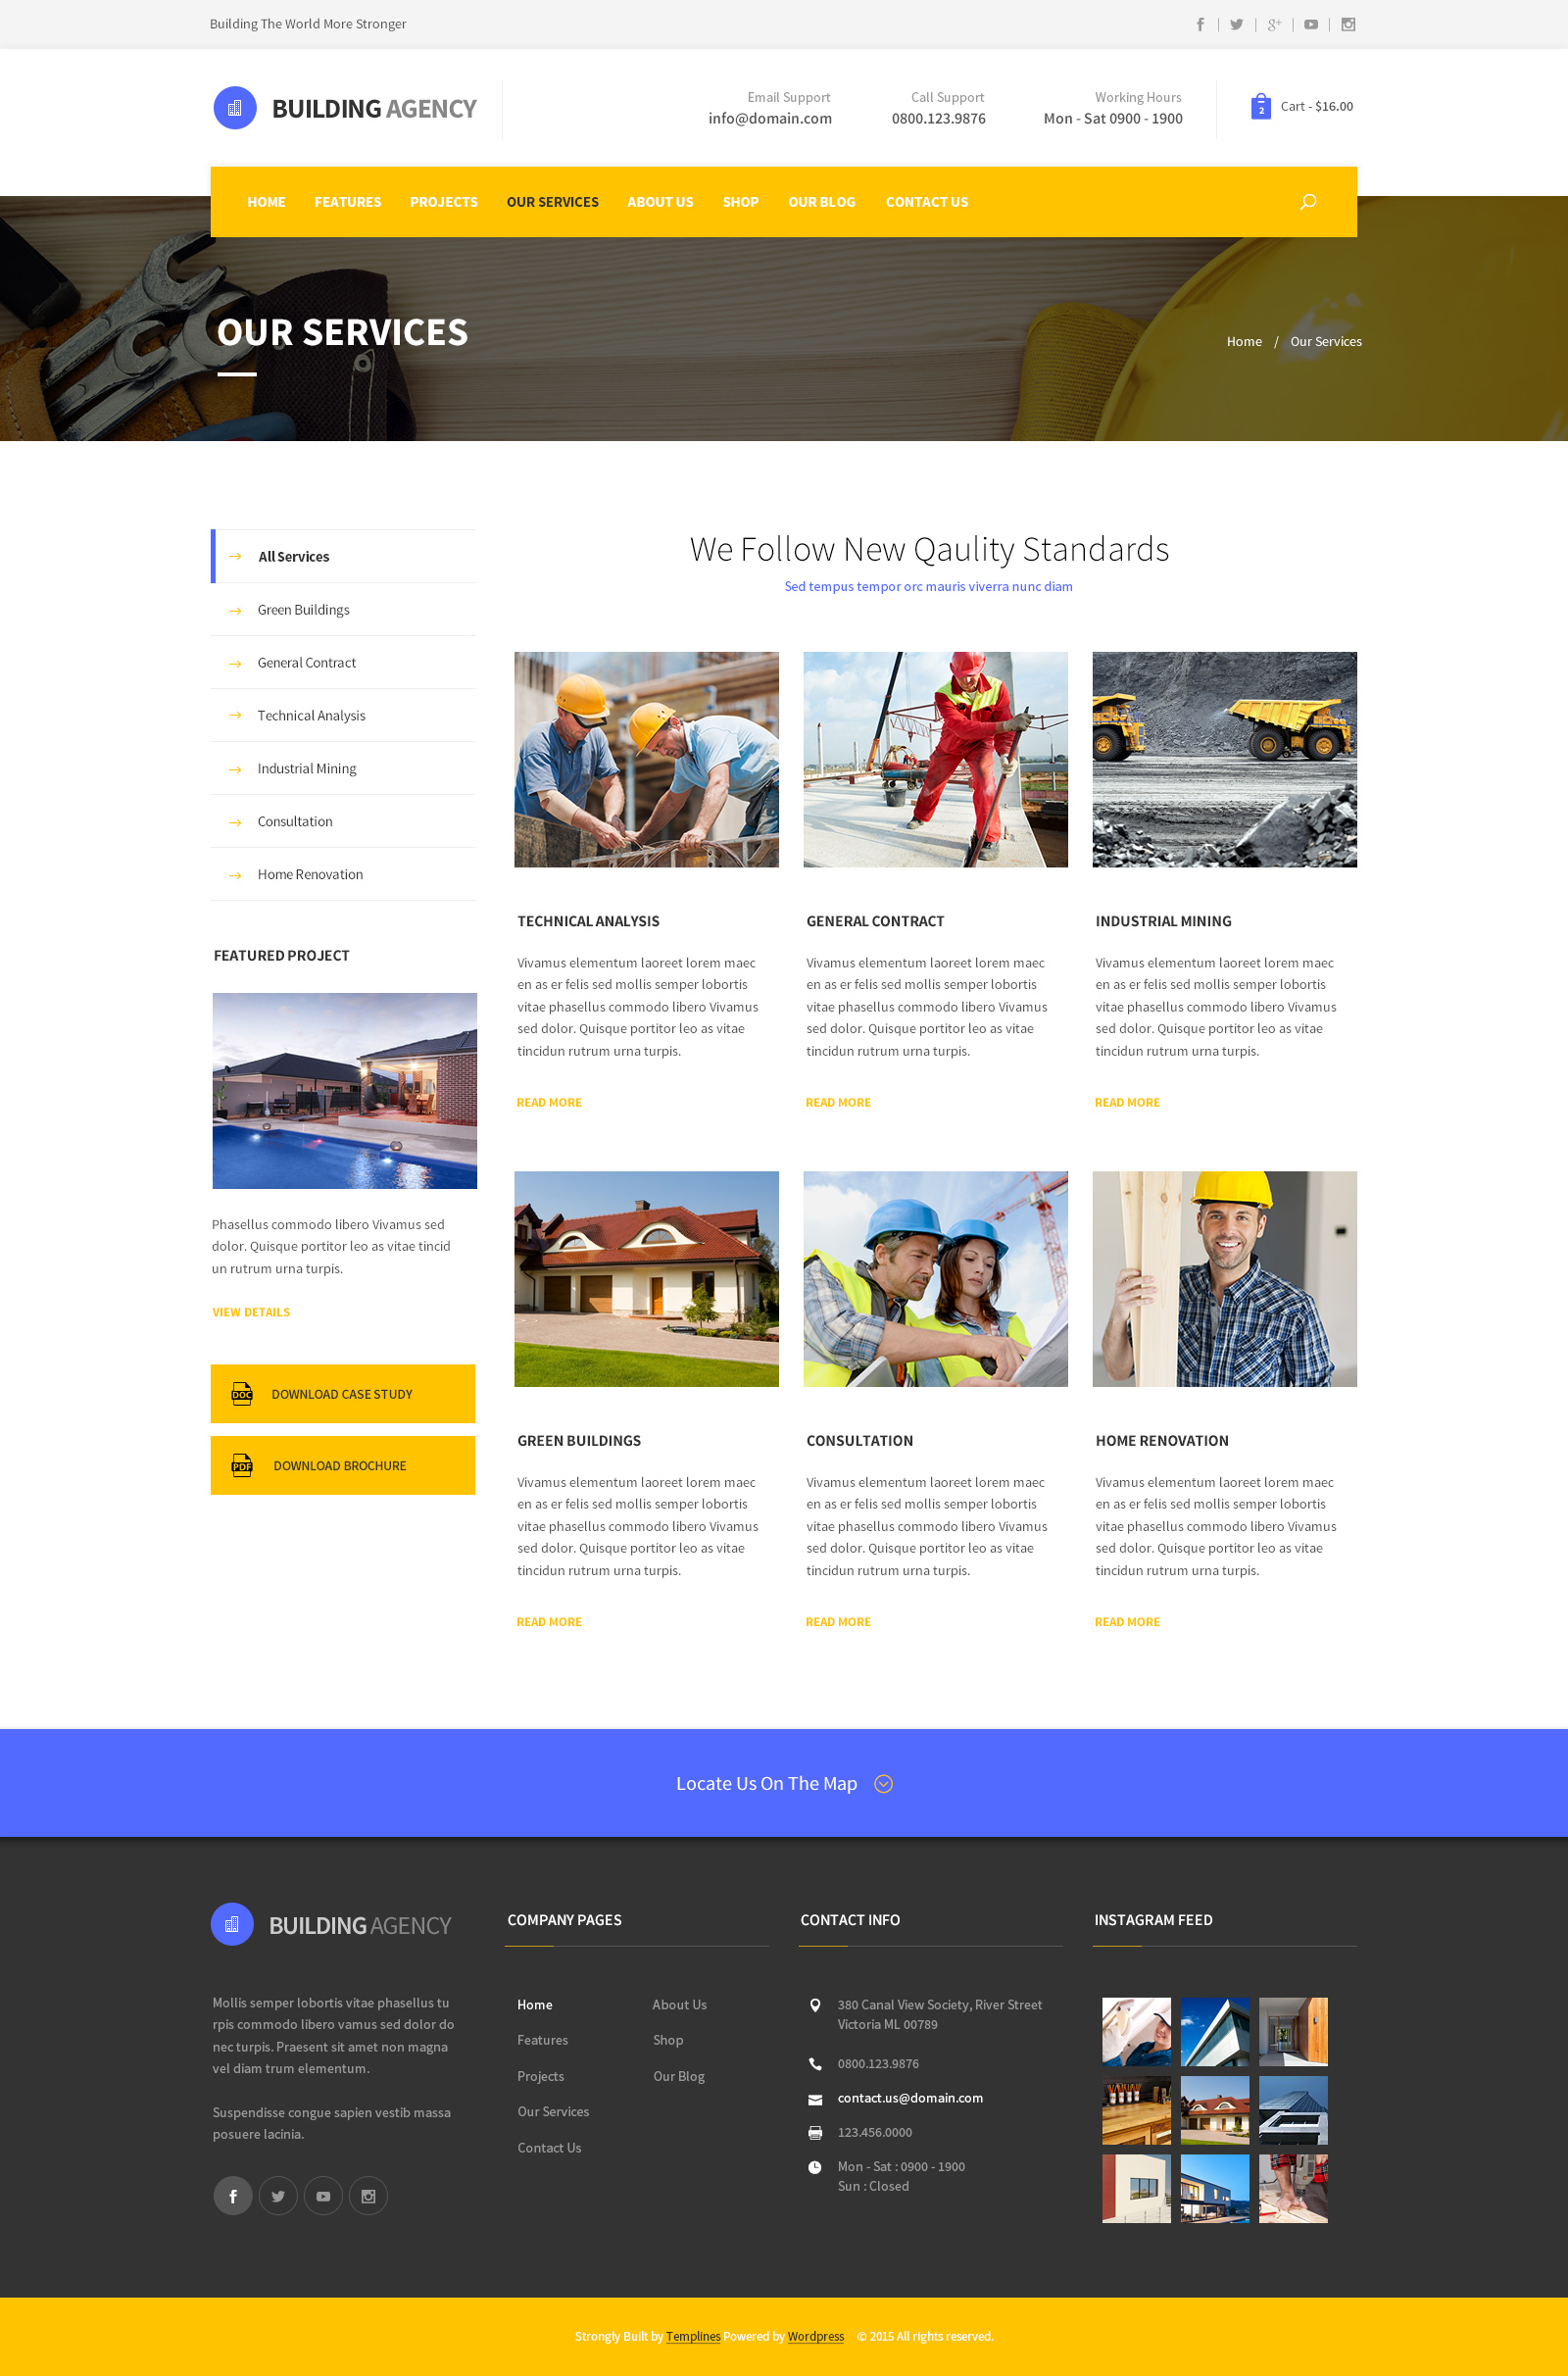 Building The World More Stronger
BUILDING AGENCY
Email Support
info@domain.com
Call Support
0800.123.9876
Working Hours
Mon - Sat 0900 - 1900
2
Cart - $16.00
HOME FEATURES PROJECTS OUR SERVICES ABOUT US SHOP OUR BLOG CONTACT US
OUR SERVICES
Home / Our Services
All Services
Green Buildings
General Contract
Technical Analysis
Industrial Mining
Consultation
Home Renovation
FEATURED PROJECT
Phasellus commodo libero Vivamus sed
dolor. Quisque portitor leo as vitae tincid
un rutrum urna turpis.
VIEW DETAILS
DOC DOWNLOAD CASE STUDY
PDF DOWNLOAD BROCHURE
We Follow New Qaulity Standards
Sed tempus tempor orc mauris viverra nunc diam
TECHNICAL ANALYSIS
Vivamus elementum laoreet lorem maec
en as er felis sed mollis semper lobortis
vitae phasellus commodo libero Vivamus
sed dolor. Quisque portitor leo as vitae
tincidun rutrum urna turpis.
READ MORE
GENERAL CONTRACT
Vivamus elementum laoreet lorem maec
en as er felis sed mollis semper lobortis
vitae phasellus commodo libero Vivamus
sed dolor. Quisque portitor leo as vitae
tincidun rutrum urna turpis.
READ MORE
INDUSTRIAL MINING
Vivamus elementum laoreet lorem maec
en as er felis sed mollis semper lobortis
vitae phasellus commodo libero Vivamus
sed dolor. Quisque portitor leo as vitae
tincidun rutrum urna turpis.
READ MORE
GREEN BUILDINGS
Vivamus elementum laoreet lorem maec
en as er felis sed mollis semper lobortis
vitae phasellus commodo libero Vivamus
sed dolor. Quisque portitor leo as vitae
tincidun rutrum urna turpis.
READ MORE
CONSULTATION
Vivamus elementum laoreet lorem maec
en as er felis sed mollis semper lobortis
vitae phasellus commodo libero Vivamus
sed dolor. Quisque portitor leo as vitae
tincidun rutrum urna turpis.
READ MORE
HOME RENOVATION
Vivamus elementum laoreet lorem maec
en as er felis sed mollis semper lobortis
vitae phasellus commodo libero Vivamus
sed dolor. Quisque portitor leo as vitae
tincidun rutrum urna turpis.
READ MORE
Locate Us On The Map
BUILDING AGENCY
Mollis semper lobortis vitae phasellus tu
rpis commodo libero vamus sed dolor do
nec turpis. Praesent sit amet non magna
vel diam trum elementum.
Suspendisse congue sapien vestib massa
posuere lacinia.
COMPANY PAGES
Home
Features
Projects
Our Services
Contact Us
About Us
Shop
Our Blog
CONTACT INFO
380 Canal View Society, River Street
Victoria ML 00789
0800.123.9876
contact.us@domain.com
123.456.0000
Mon - Sat : 0900 - 1900
Sun : Closed
INSTAGRAM FEED
Strongly Built by Templines Powered by Wordpress © 2015 All rights reserved.